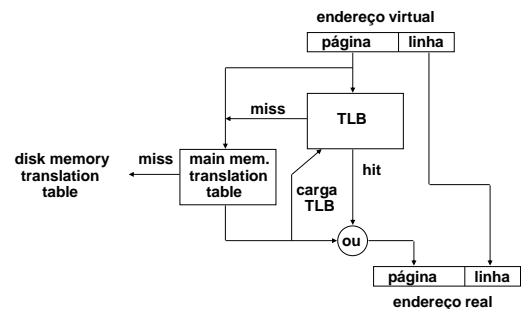 endereço virtual
página
linha
miss
TLB
disk memory
translation
table
miss
main mem.
translation
table
carga
TLB
hit
ou
página
linha
endereço real